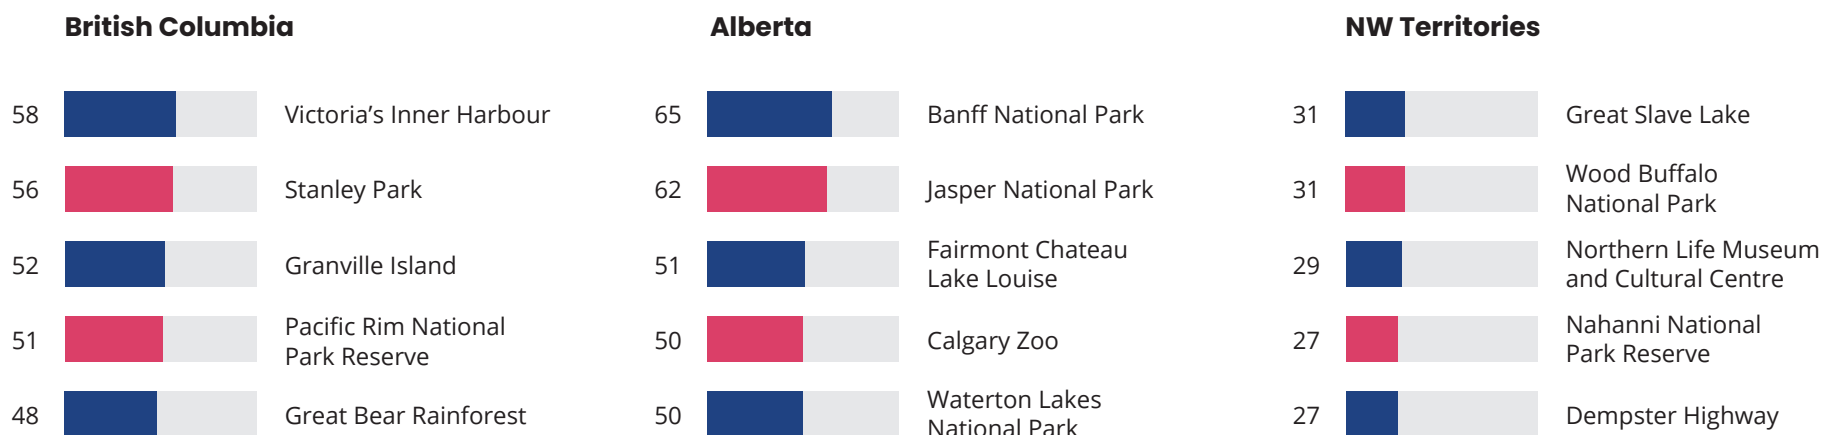 British Columbia
58
Victoria’s Inner Harbour
56
Stanley Park
52
Granville Island
51
Pacific Rim National
Park Reserve
48
Great Bear Rainforest
Alberta
65
Banff National Park
62
Jasper National Park
51
Fairmont Chateau
Lake Louise
50
Calgary Zoo
50
Waterton Lakes
National Park
NW Territories
31
Great Slave Lake
31
Wood Buffalo
National Park
29
Northern Life Museum
and Cultural Centre
27
Nahanni National
Park Reserve
27
Dempster Highway